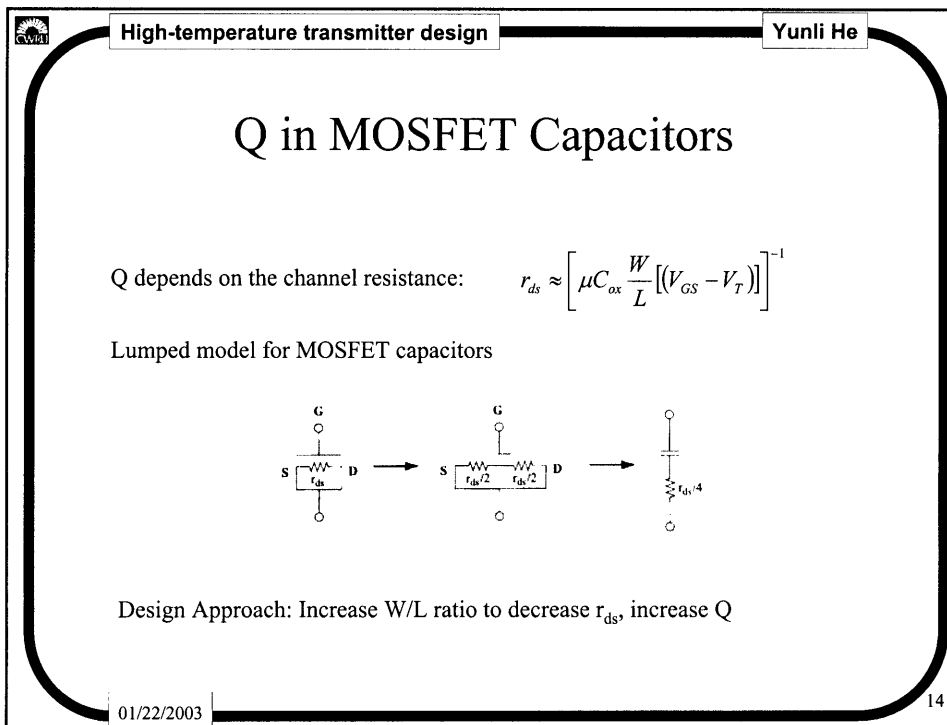 CWRU
High-temperature transmitter design
Yunli He
Q in MOSFET Capacitors
Q depends on the channel resistance: r_ds ≈ [μC_ox W/L [(V_GS − V_T)]]^−1
Lumped model for MOSFET capacitors
G
S r_ds D
G
S r_ds/2 r_ds/2 D
r_ds/4
Design Approach: Increase W/L ratio to decrease r_ds, increase Q
01/22/2003
14